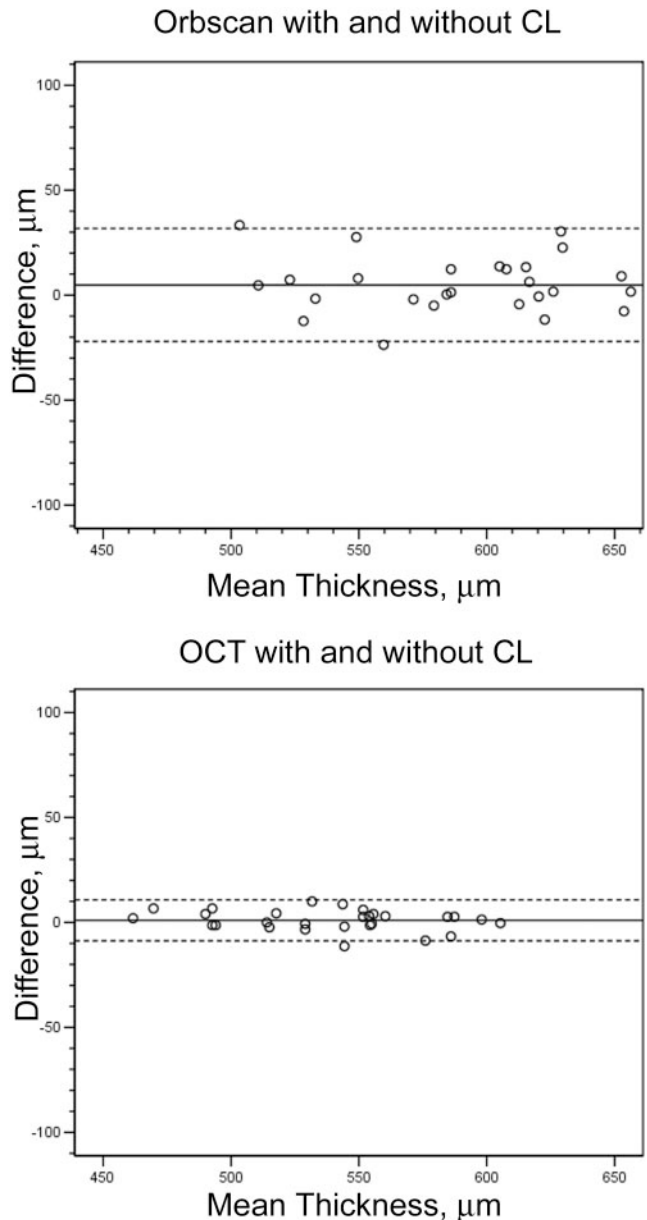 Orbscan with and without CL
100
50
0
-50
-100
Difference, μm
450 500 550 600 650
Mean Thickness, μm
OCT with and without CL
100
50
0
-50
-100
Difference, μm
450 500 550 600 650
Mean Thickness, μm